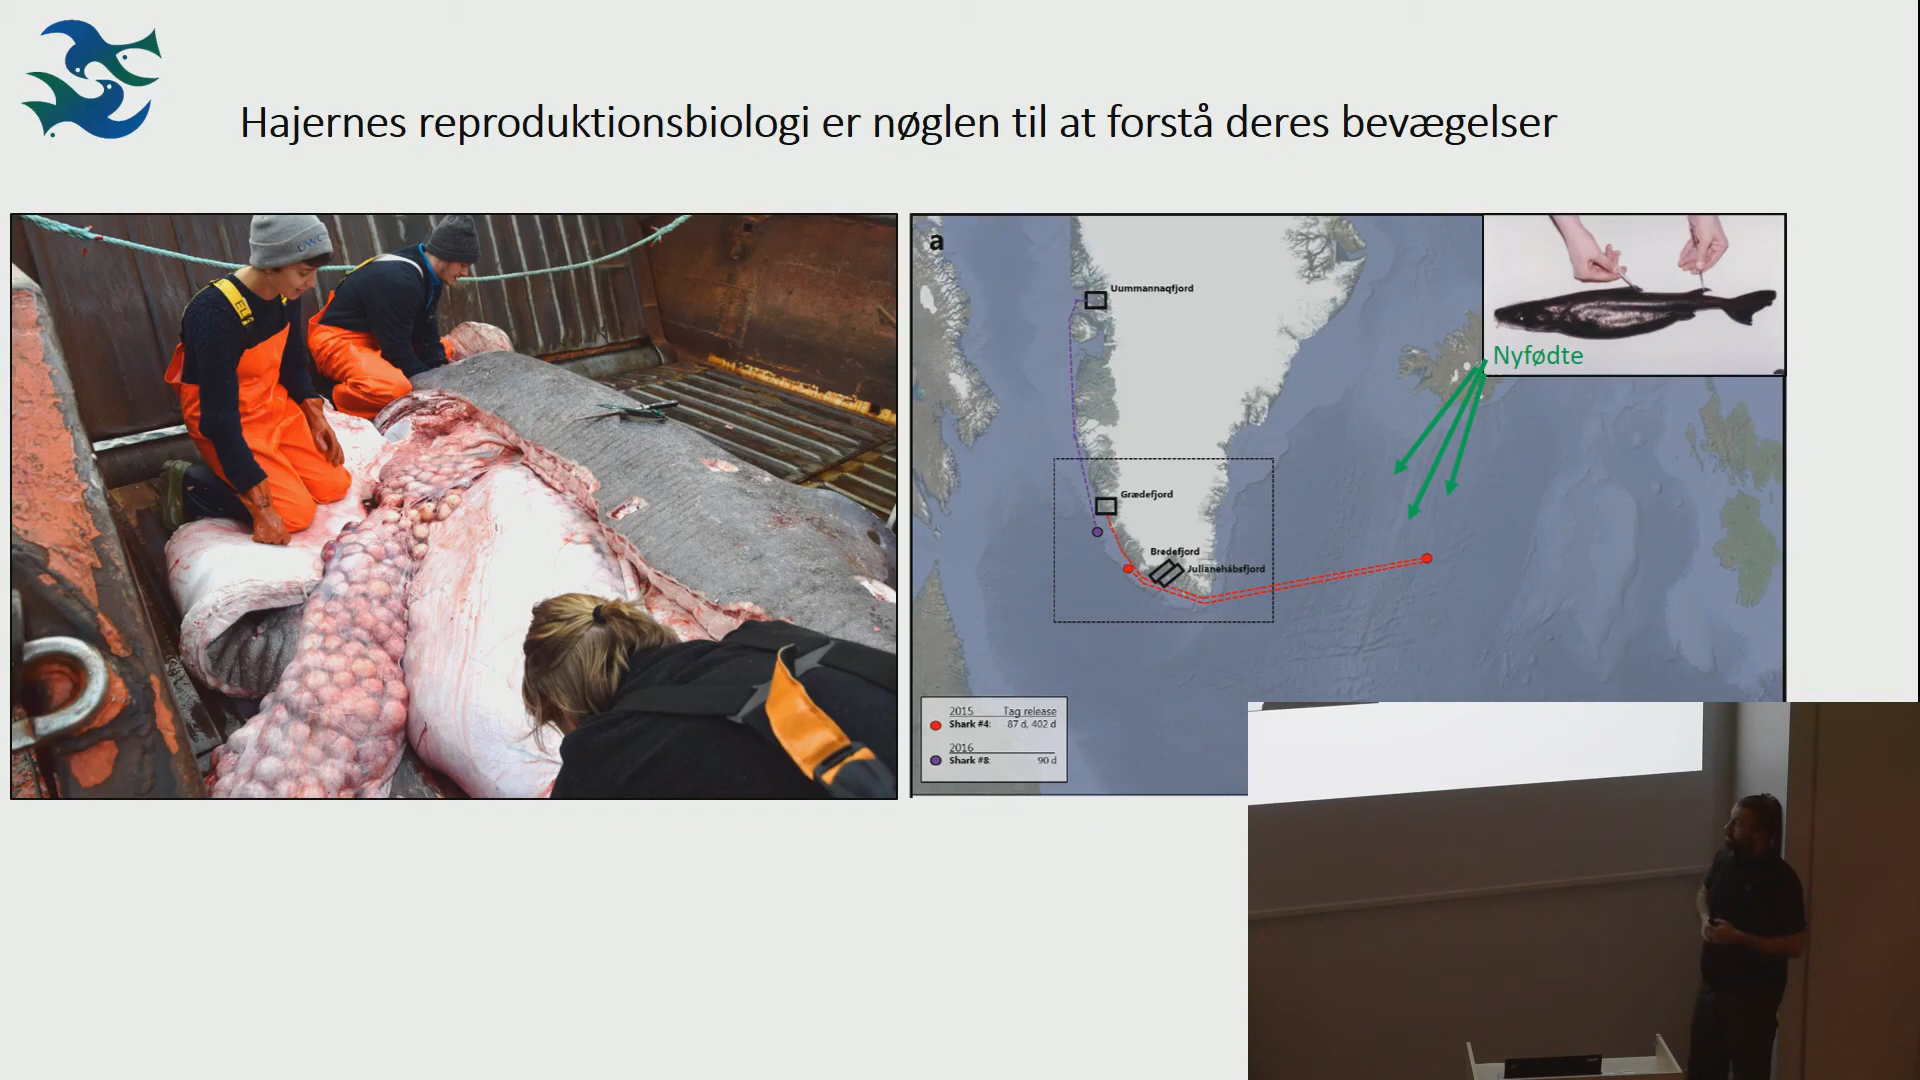 Hajernes reproduktionsbiologi er nøglen til at forstå deres bevægelser
a
Uummannaqfjord
Nyfødte
Grædefjord
Bredefjord
Julianehåbsfjord
2015 Tag release
Shark #4: 87 d, 402 d
2016
Shark #8: 90 d